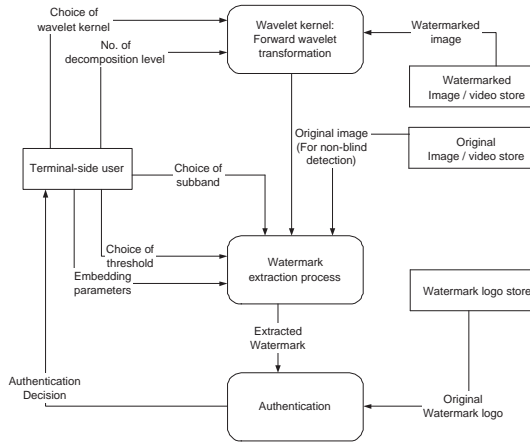 Choice of
wavelet kernel
No. of
decomposition level
Wavelet kernel:
Forward wavelet
transformation
Watermarked
image
Watermarked
Image / video store
Original image
(For non-blind
detection)
Original
Image / video store
Terminal-side user
Choice of
subband
Choice of
threshold
Embedding
parameters
Watermark
extraction process
Watermark logo store
Extracted
Watermark
Authentication
Decision
Authentication
Original
Watermark logo